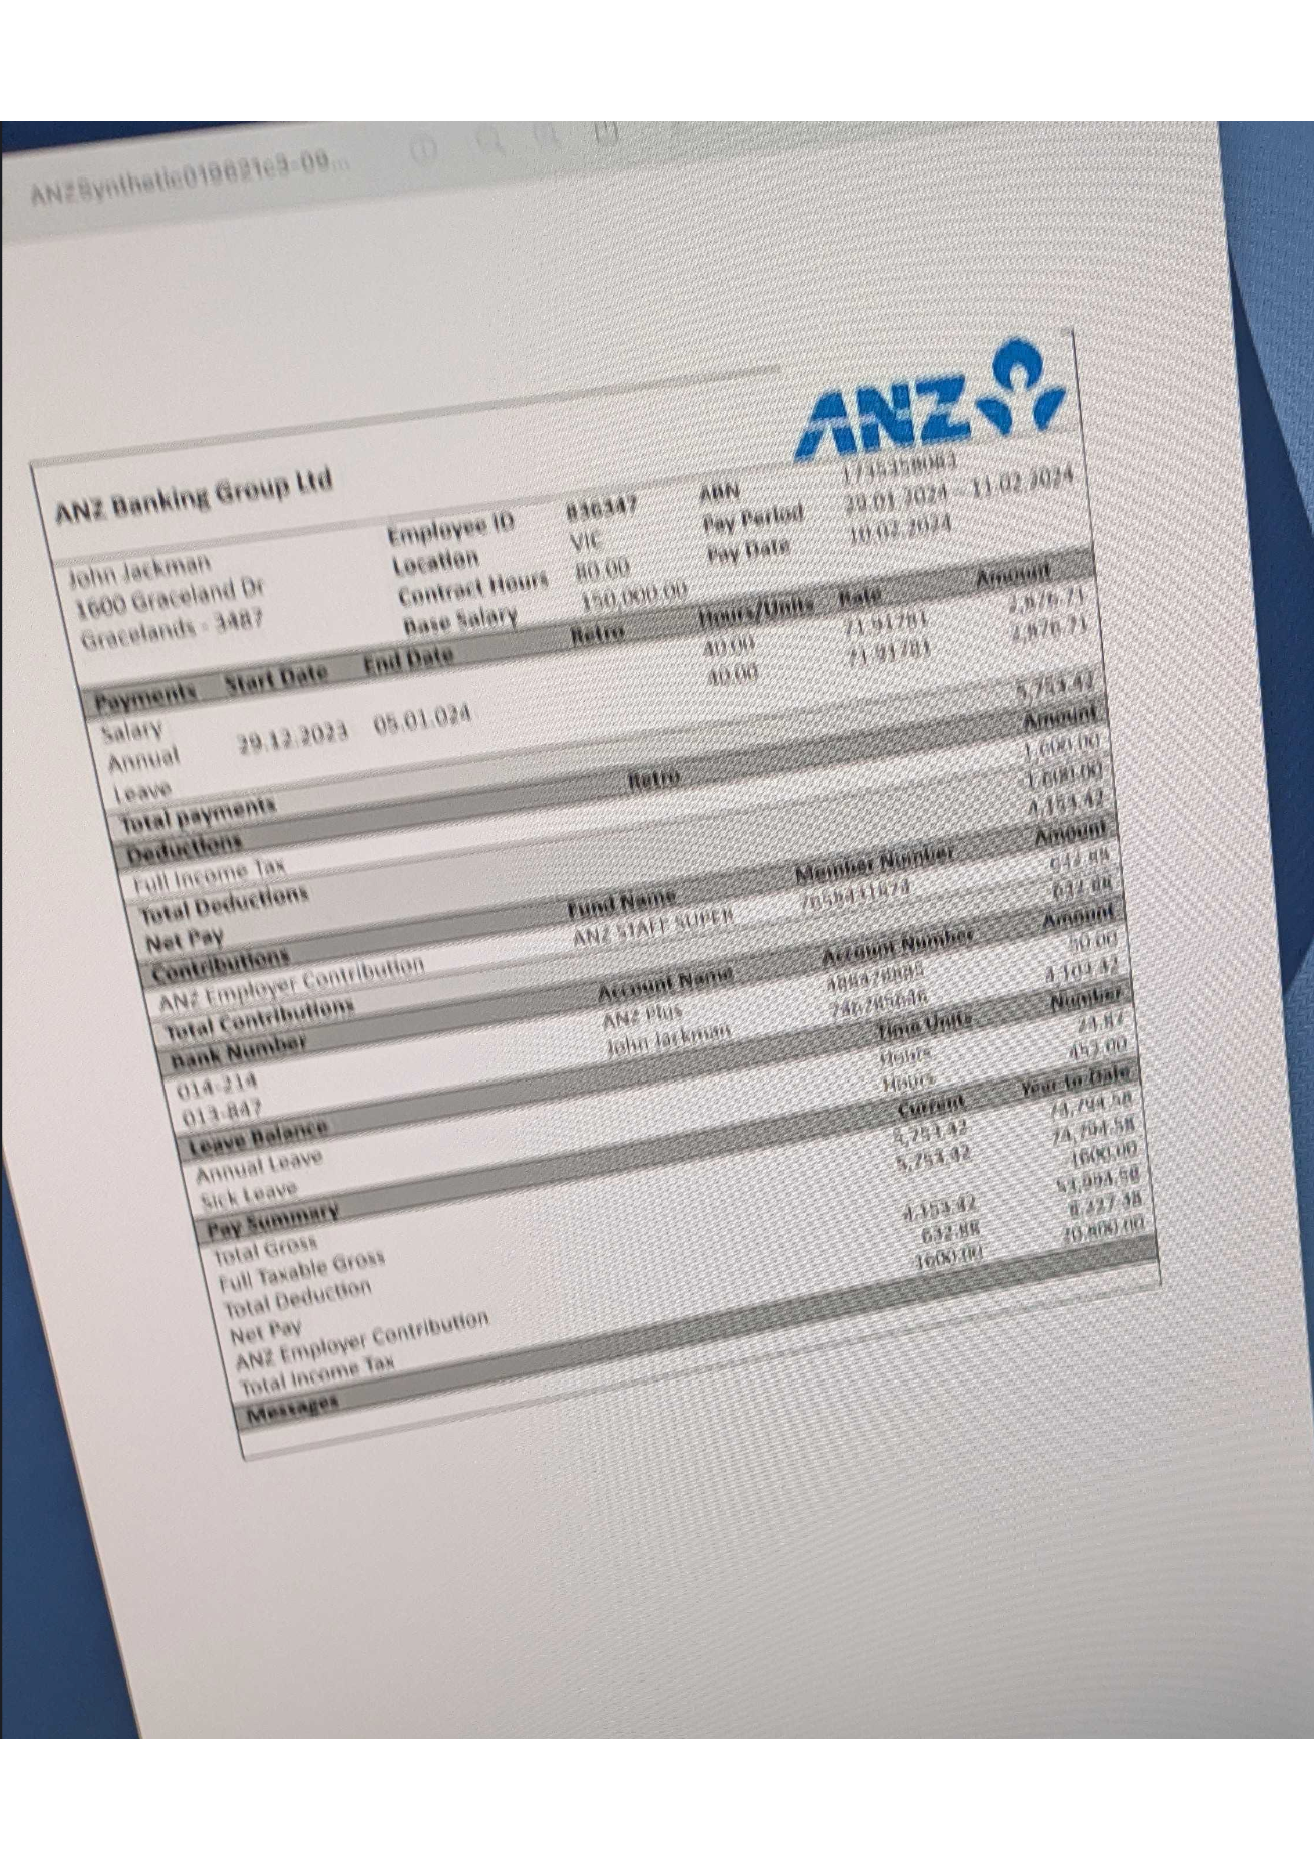 ANZSynthetic019621c3-09...
ANZ
ANZ Banking Group Ltd
John Jackman
1600 Graceland Dr
Gracelands - 3487
Employee ID 836347
Location VIC
Contract Hours 80.00
Base Salary 150,000.00
ABN
Pay Period 29.01.2024 - 11.02.2024
Pay Date 10.02.2024
Payments Start Date End Date Retro Hours/Units Rate Amount
Salary 40.00 71.91781 2,876.71
Annual Leave 29.12.2023 05.01.024 40.00 71.91781 2,876.71
Total payments 5,753.42
Deductions Retro Amount
Full Income Tax 1,600.00
Total Deductions 1,600.00
Net Pay 4,153.42
Contributions Fund Name Member Number Amount
ANZ Employer Contribution ANZ STAFF SUPER 632.88
Total Contributions 632.88
Bank Number Account Name Account Number Amount
014-214 ANZ Plus 50.00
013-847 John Jackman 4,103.42
Leave Balance Time Units Number
Annual Leave Hours
Sick Leave Hours
Pay Summary Current Year to Date
Total Gross 5,753.42 74,794.58
Full Taxable Gross 5,753.42 74,794.58
Total Deduction 1600.00
Net Pay 4,153.42 53,994.58
ANZ Employer Contribution 632.88 8,227.38
Total Income Tax 1600.00 20,800.00
Messages